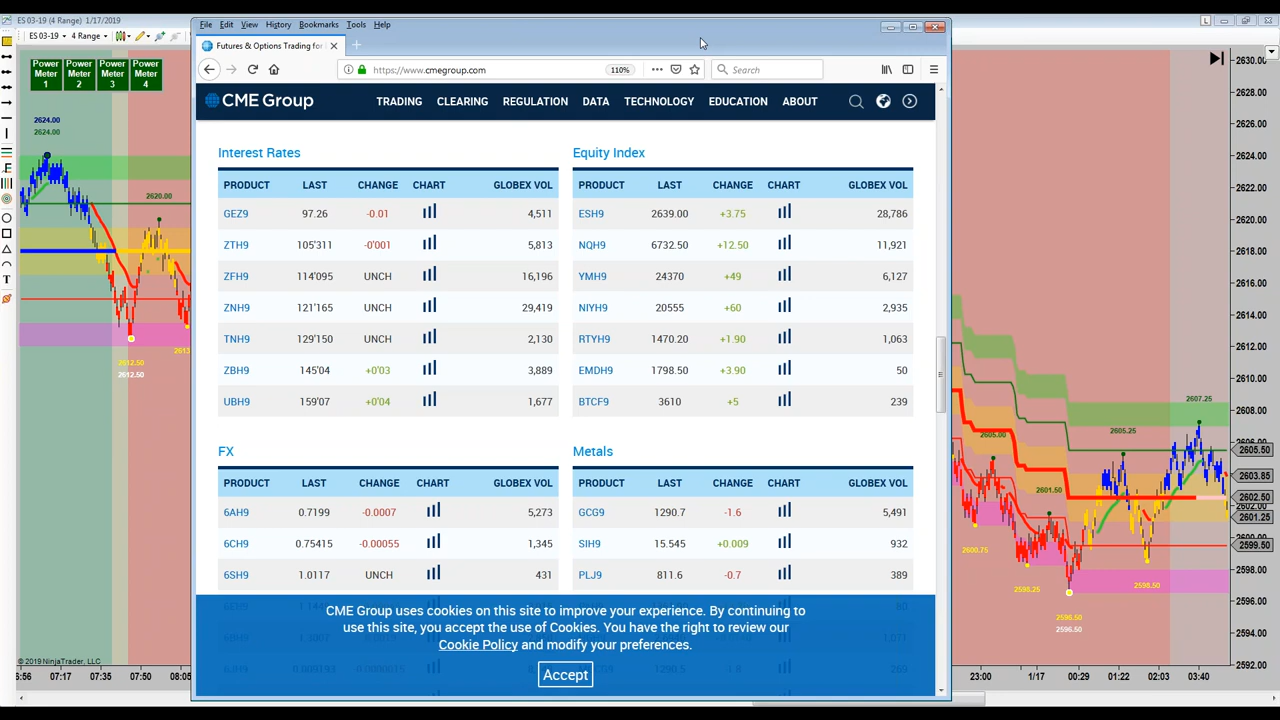 ES 03-19 (4 Range) 1/17/2019
ES 03-19 4 Range
Power Meter 1
Power Meter 2
Power Meter 3
Power Meter 4
2624.00
2624.00
2620.00
2612.50
2612.50
© 2019 NinjaTrader, LLC
07:17 07:50 08:05
File Edit View History Bookmarks Tools Help
Futures & Options Trading for
https://www.cmegroup.com 110% Search
CME Group TRADING CLEARING REGULATION DATA TECHNOLOGY EDUCATION ABOUT
Interest Rates
PRODUCT LAST CHANGE CHART GLOBEX VOL
GEZ9 97.26 -0.01 4,511
ZTH9 105'311 -0'001 5,813
ZFH9 114'095 UNCH 16,196
ZNH9 121'165 UNCH 29,419
TNH9 129'150 UNCH 2,130
ZBH9 145'04 +0'03 3,889
UBH9 159'07 +0'04 1,677
Equity Index
PRODUCT LAST CHANGE CHART GLOBEX VOL
ESH9 2639.00 +3.75 28,786
NQH9 6732.50 +12.50 11,921
YMH9 24370 +49 6,127
NIYH9 20555 +60 2,935
RTYH9 1470.20 +1.90 1,063
EMDH9 1798.50 +3.90 50
BTCF9 3610 +5 239
FX
PRODUCT LAST CHANGE CHART GLOBEX VOL
6AH9 0.7199 -0.0007 5,273
6CH9 0.75415 -0.00055 1,345
6SH9 1.0117 UNCH 431
Metals
PRODUCT LAST CHANGE CHART GLOBEX VOL
GCG9 1290.7 -1.6 5,491
SIH9 15.545 +0.009 932
PLJ9 811.6 -0.7 389
CME Group uses cookies on this site to improve your experience. By continuing to
use this site, you accept the use of Cookies. You have the right to review our
Cookie Policy and modify your preferences.
Accept
L
2605.00
2600.75
2601.50
2598.25
2596.50
2596.50
2605.25
2598.50
2607.25
2630.00
2628.00
2626.00
2624.00
2622.00
2620.00
2618.00
2616.00
2614.00
2612.00
2610.00
2608.00
2605.50
2603.85
2602.50
2601.25
2599.50
2598.00
2596.00
2594.00
2592.00
23:00 1/17 00:29 01:22 02:03 03:40